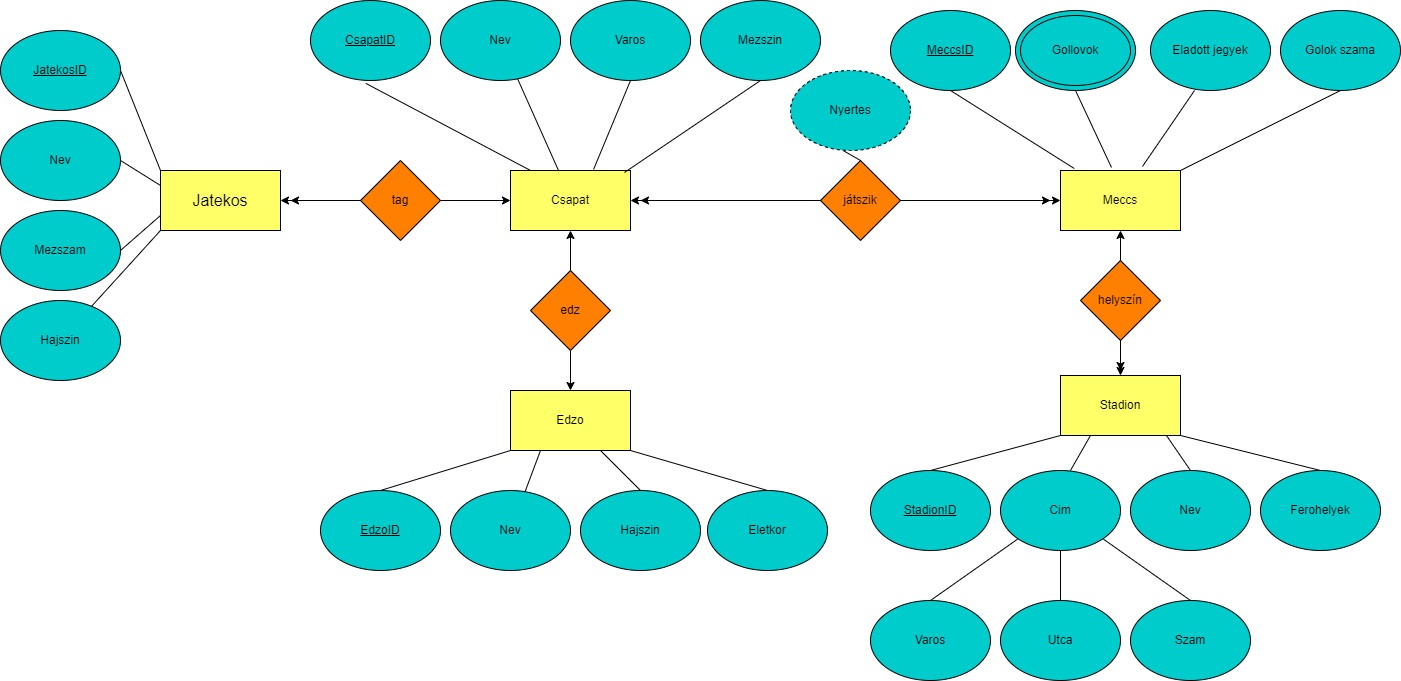 CsapatID
Nev
Varos
Mezszin
MeccsID
Gollovok
Eladott jegyek
Golok szama
JatekosID
Nyertes
Nev
Jatekos
tag
Csapat
játszik
Meccs
Mezszam
edz
helyszín
Hajszin
Edzo
Stadion
EdzoID
Nev
Hajszin
Eletkor
StadionID
Cim
Nev
Ferohelyek
Varos
Utca
Szam